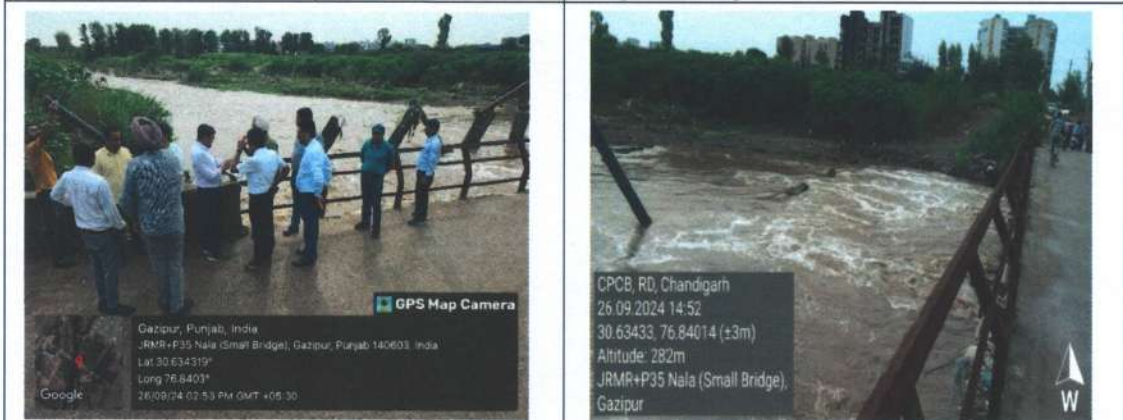 GPS Map Camera
Gazipur, Punjab, India
JRMR+P35 Nala (Small Bridge), Gazipur, Punjab 140603, India
Lat 30.634319°
Long 76.8403°
26/09/24 02:53 PM GMT +05:30
Google
CPCB, RD, Chandigarh
26.09.2024 14:52
30.63433, 76.84014 (±3m)
Altitude: 282m
JRMR+P35 Nala (Small Bridge),
Gazipur
W